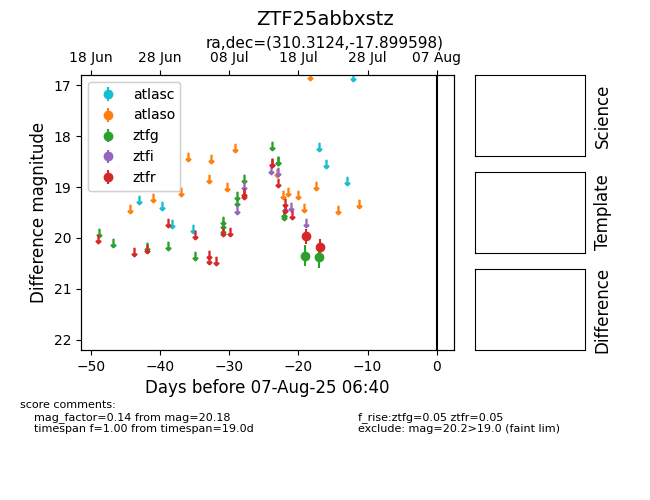 ZTF25abbxstz
ra,dec=(310.3124,-17.899598)
18 Jun 28 Jun 08 Jul 18 Jul 28 Jul 07 Aug
atlasc
atlaso
ztfg
ztfi
ztfr
17
18
19
20
21
22
Difference magnitude
−50 −40 −30 −20 −10 0
Days before 07-Aug-25 06:40
Science
Template
Difference
score comments:
mag_factor=0.14 from mag=20.18
timespan f=1.00 from timespan=19.0d
f_rise:ztfg=0.05 ztfr=0.05
exclude: mag=20.2>19.0 (faint lim)